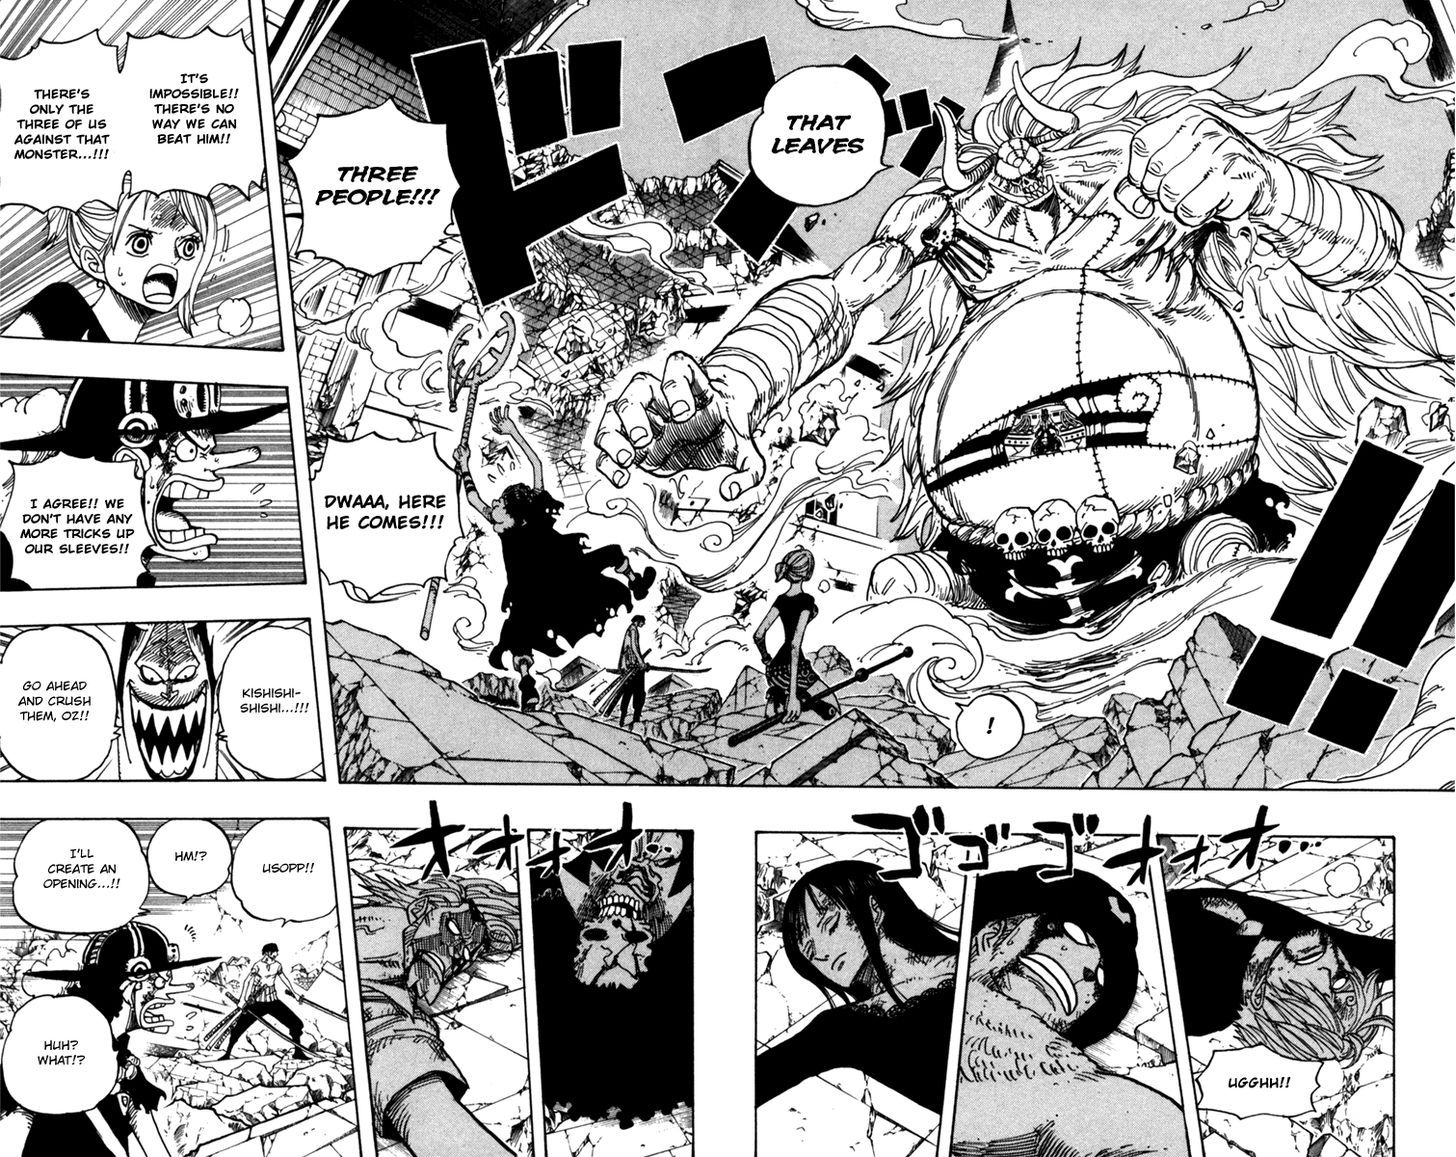 THAT
LEAVES
THREE
PEOPLE!!!
ドドン
!!
DWAAA, HERE
HE COMES!!!
!
IT'S
IMPOSSIBLE!!
THERE'S NO
WAY WE CAN
BEAT HIM!!
THERE'S
ONLY THE
THREE OF US
AGAINST THAT
MONSTER...!!!
I AGREE!! WE
DON'T HAVE ANY
MORE TRICKS UP
OUR SLEEVES!!
KISHISHI-
SHISHI...!!!
GO AHEAD
AND CRUSH
THEM, OZ!!
ゴゴゴオオオ…
UGGHH!!
オオオオ
USOPP!!
HM!?
I'LL
CREATE AN
OPENING...!!
HUH?
WHAT!?